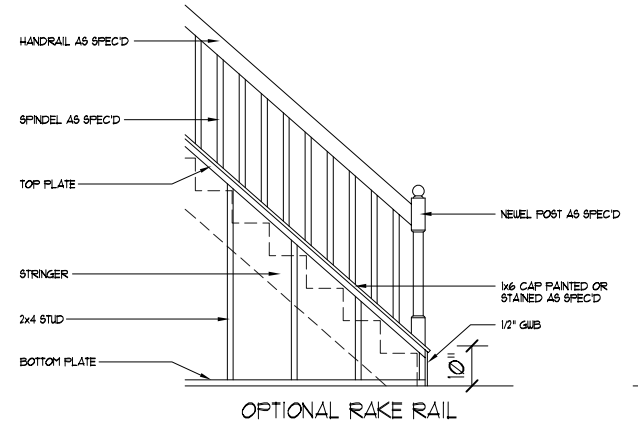 HANDRAIL AS SPEC'D
SPINDEL AS SPEC'D
TOP PLATE
NEWEL POST AS SPEC'D
STRINGER
1x6 CAP PAINTED OR
STAINED AS SPEC'D
2x4 STUD
1/2" GWB
BOTTOM PLATE
10"
OPTIONAL RAKE RAIL